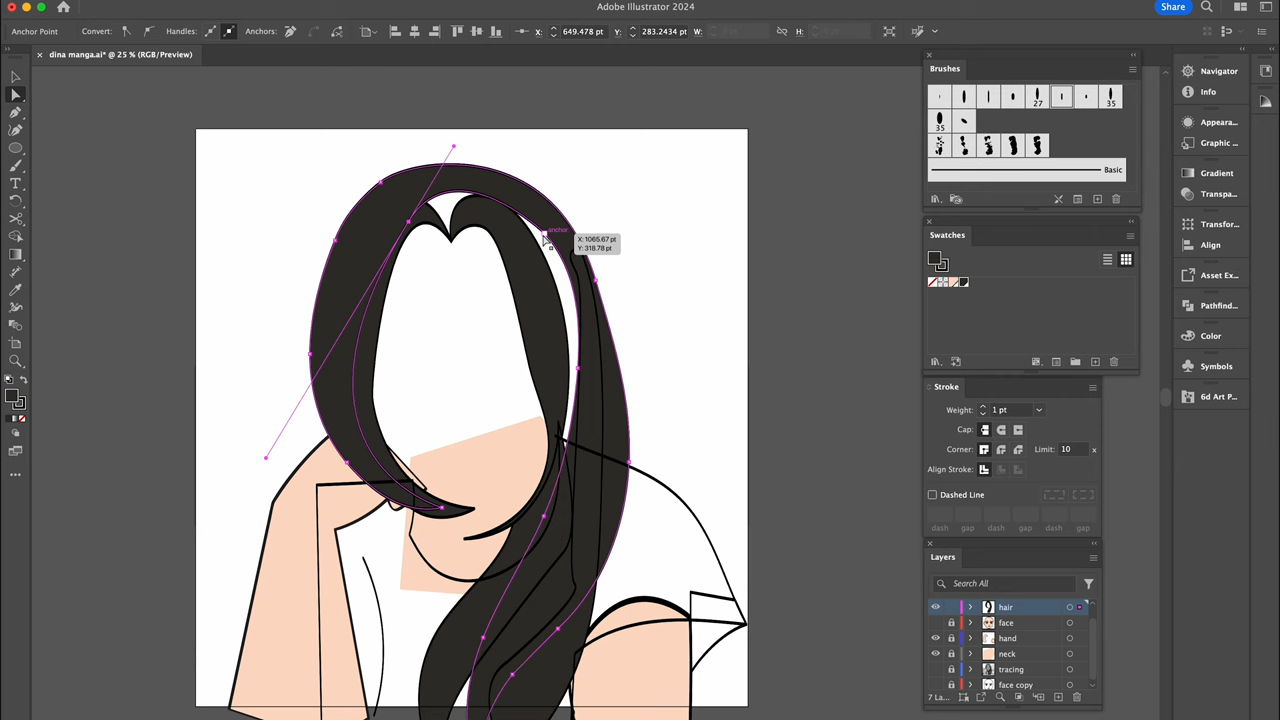 Adobe Illustrator 2024
Share
Anchor Point
Convert:
Handles:
Anchors:
X:
649.478 pt
Y:
283.2434 pt
W:
H:
dina manga.ai* @ 25 % (RGB/Preview)
anchor
X: 1065.67 pt
Y: 318.78 pt
Brushes
27
35
35
Basic
Swatches
Stroke
Weight:
1 pt
Cap:
Corner:
Limit:
10
x
Align Stroke:
Dashed Line
dash
gap
dash
gap
dash
gap
Layers
Search All
hair
face
hand
neck
tracing
face copy
7 La...
Navigator
Info
Appeara...
Graphic ...
Gradient
Transpa...
Transfor...
Align
Asset Ex...
Pathfind...
Color
Symbols
6d Art P...